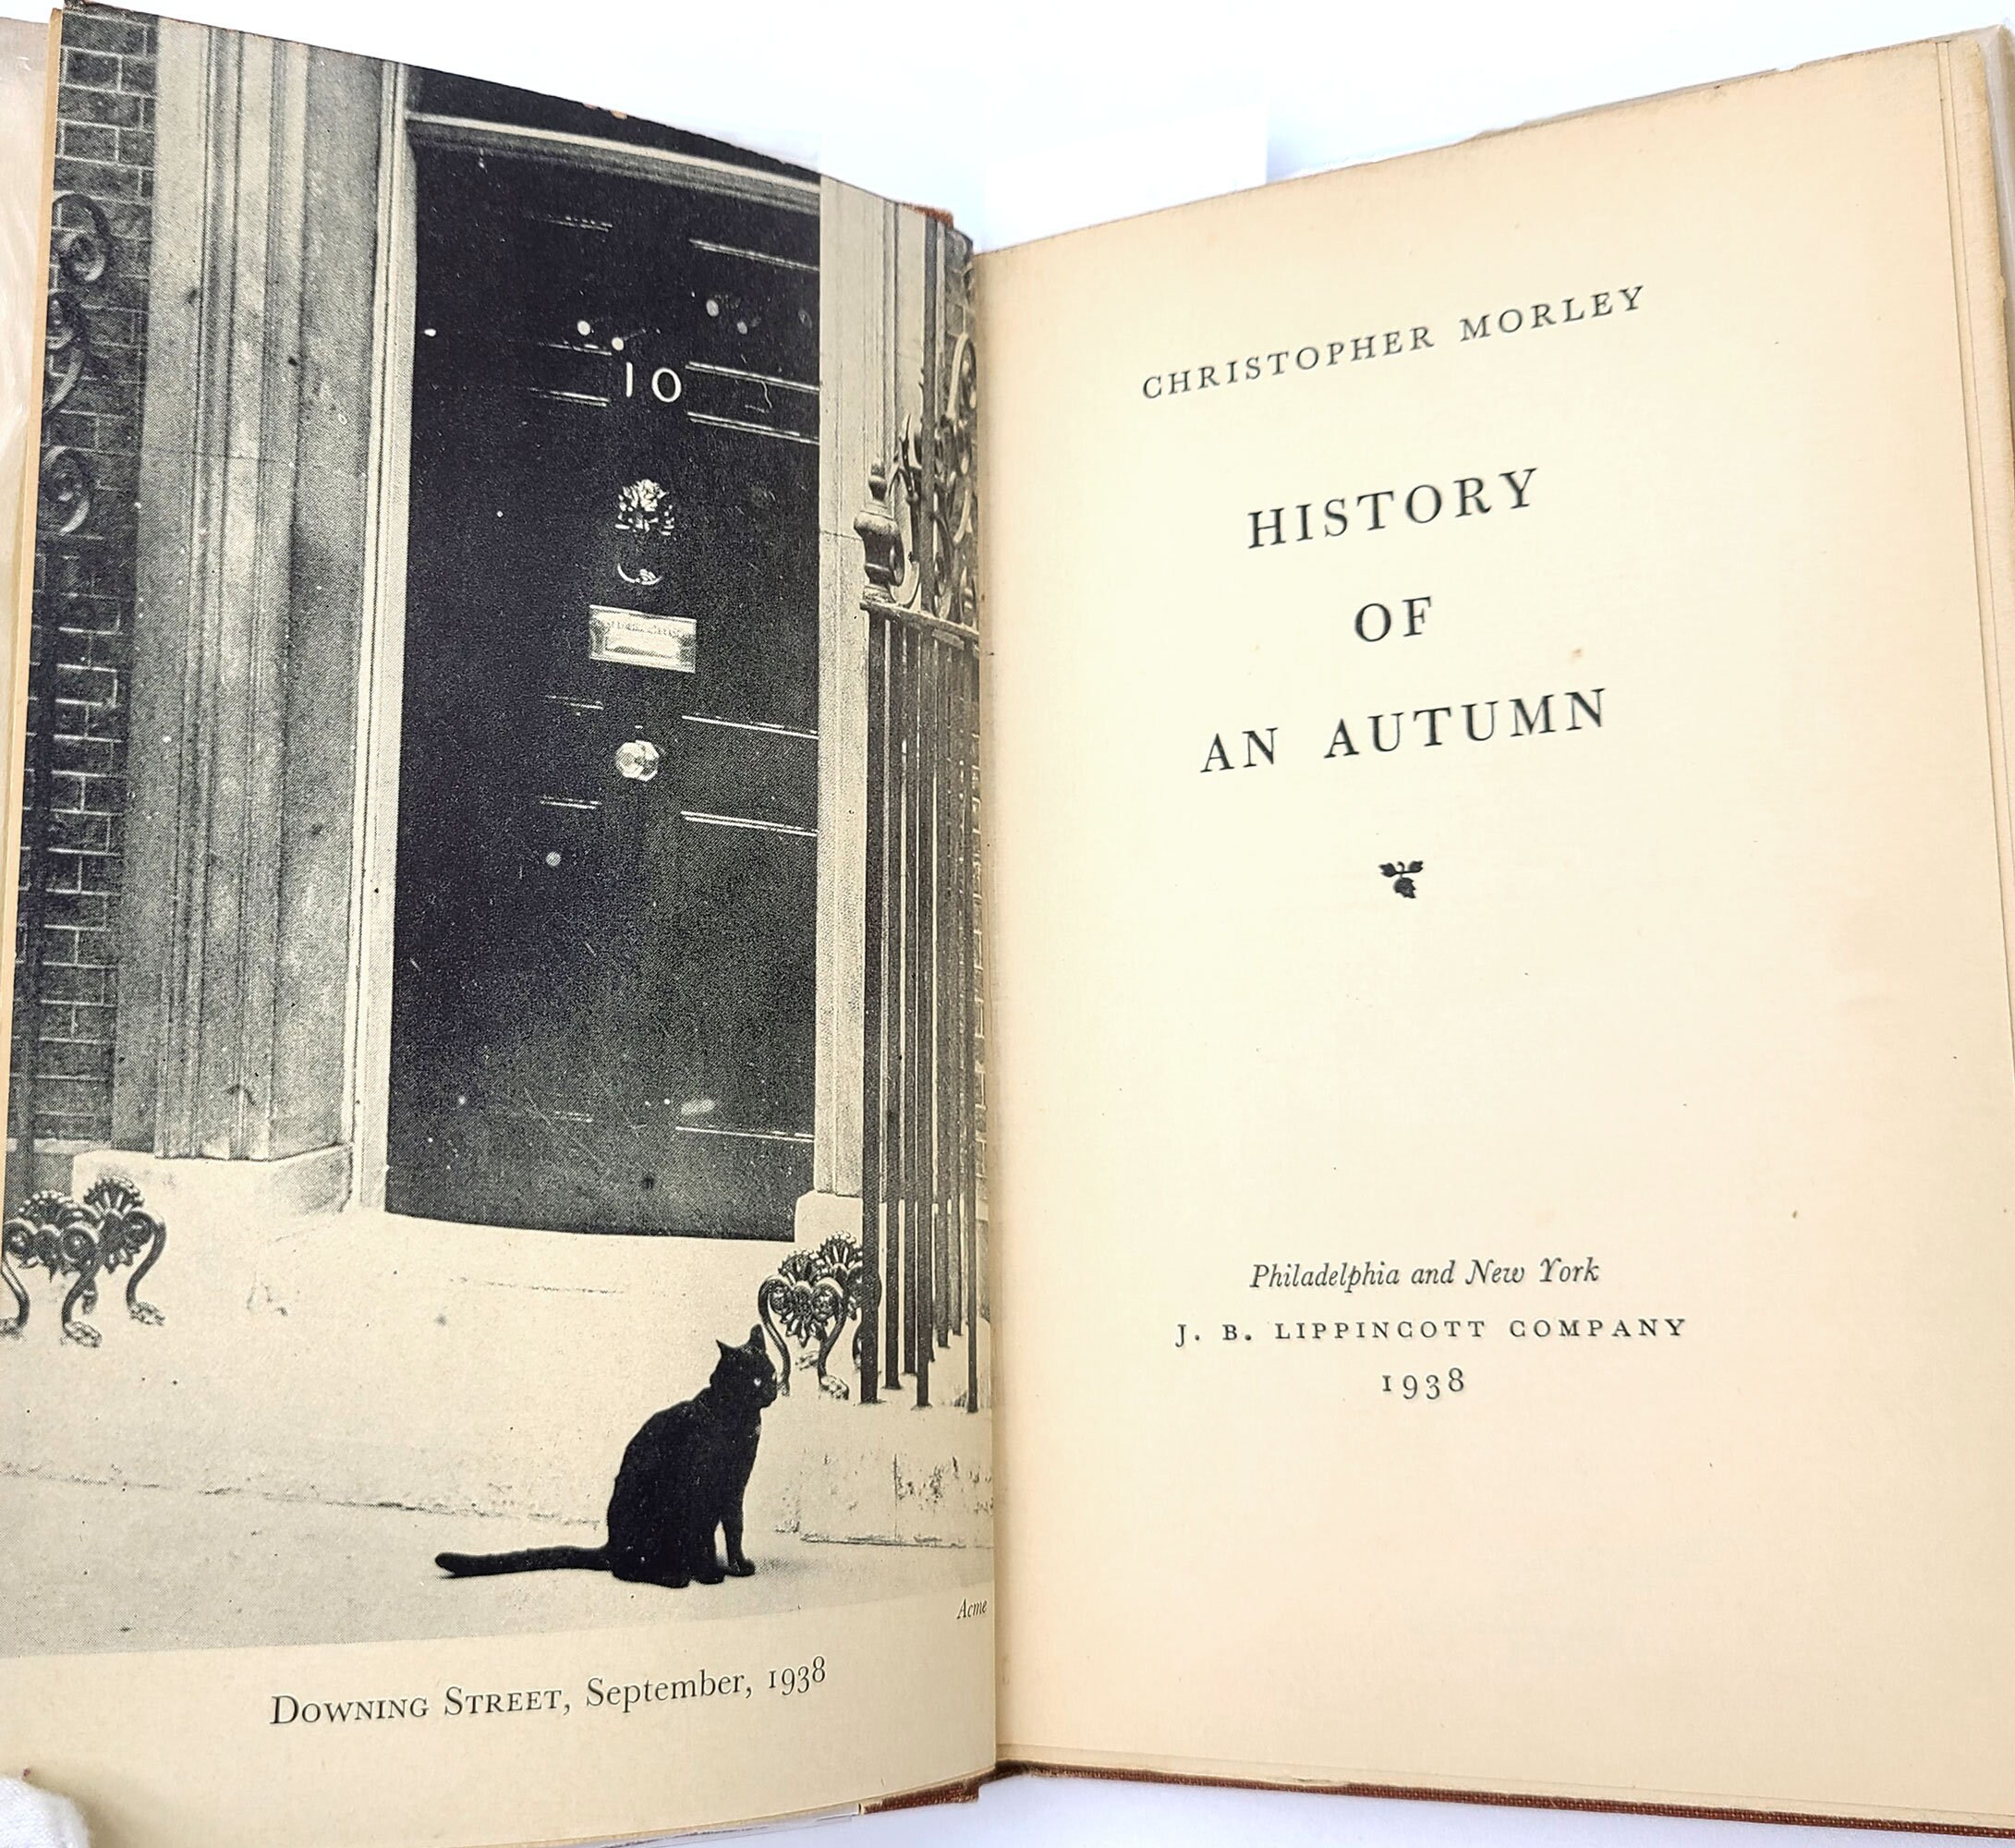 10
Acme
DOWNING STREET, September, 1938
CHRISTOPHER MORLEY
HISTORY
OF
AN AUTUMN
Philadelphia and New York
J. B. LIPPINCOTT COMPANY
1938